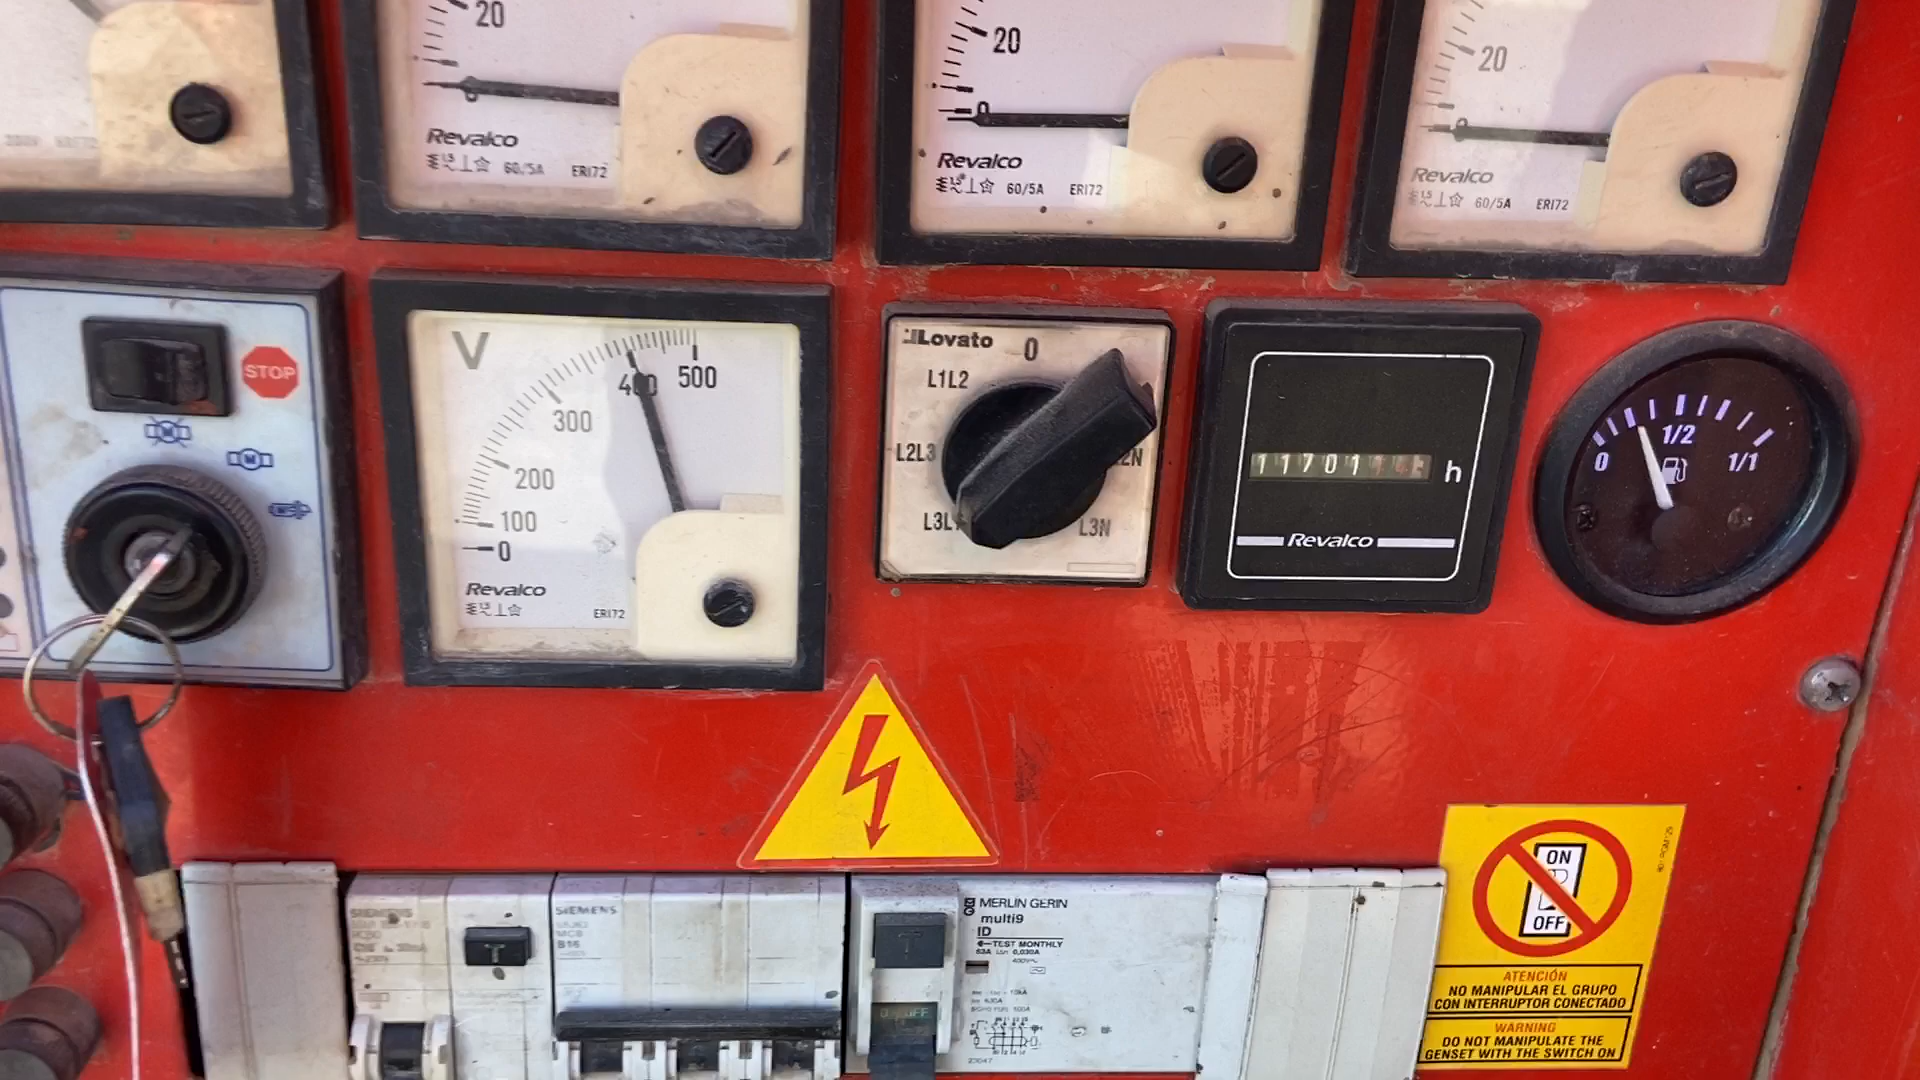 20
20
20
Revalco
60/5A ERI72
Revalco
60/5A ERI72
Revalco
60/5A ERI72
STOP
V
500
400
300
200
100
0
Revalco
ERI72
Lovato
0
L1L2
L2L3
L3N
h
Revalco
0
1/2
1/1
SIEMENS
SIEMENS
MCB
B16
T
T
MERLIN GERIN
multi9
ID
TEST MONTHLY
63A 0,030A
400V~
23047
ON
OFF
ATENCIÓN
NO MANIPULAR EL GRUPO
CON INTERRUPTOR CONECTADO
WARNING
DO NOT MANIPULATE THE
GENSET WITH THE SWITCH ON